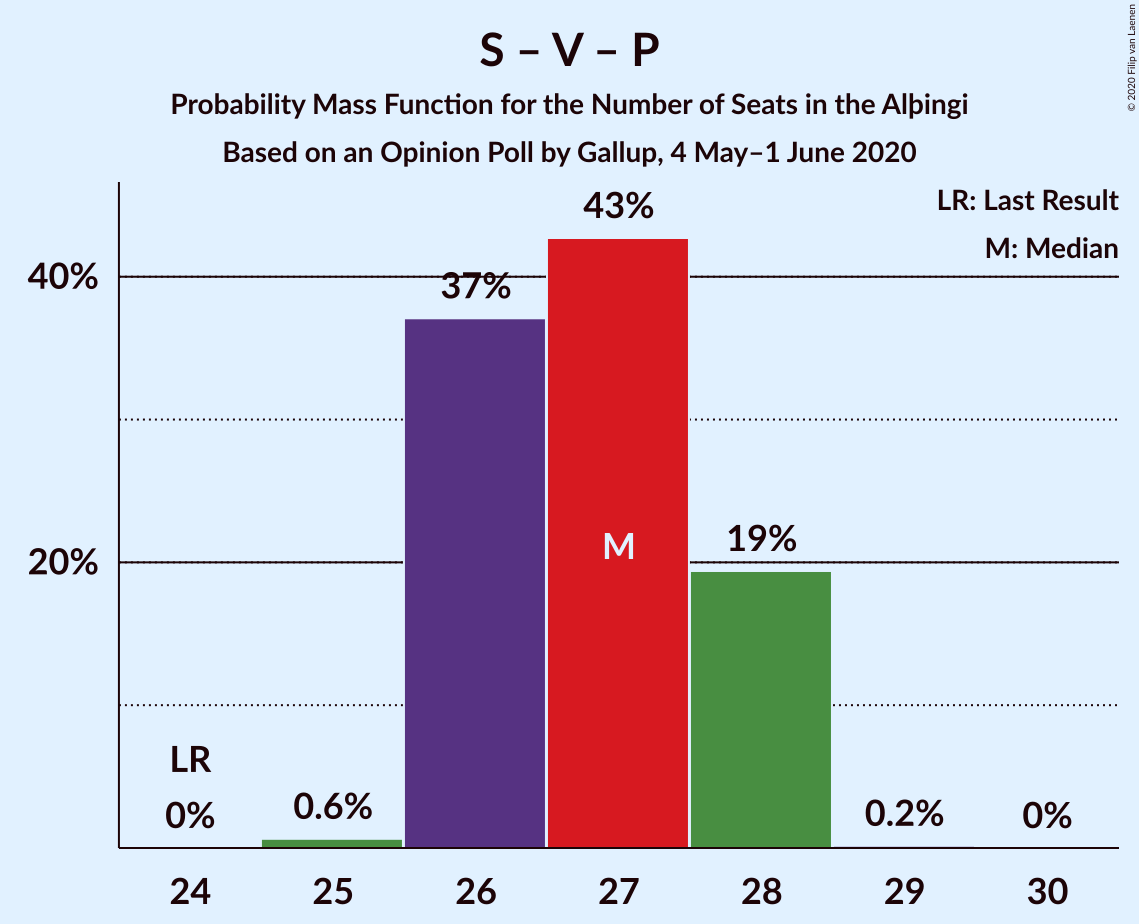 S – V – P
Probability Mass Function for the Number of Seats in the Alþingi
Based on an Opinion Poll by Gallup, 4 May–1 June 2020
© 2020 Filip van Laenen
LR: Last Result
M: Median
43%
40%
37%
M
19%
20%
LR
0%
0.6%
0.2%
0%
24 25 26 27 28 29 30